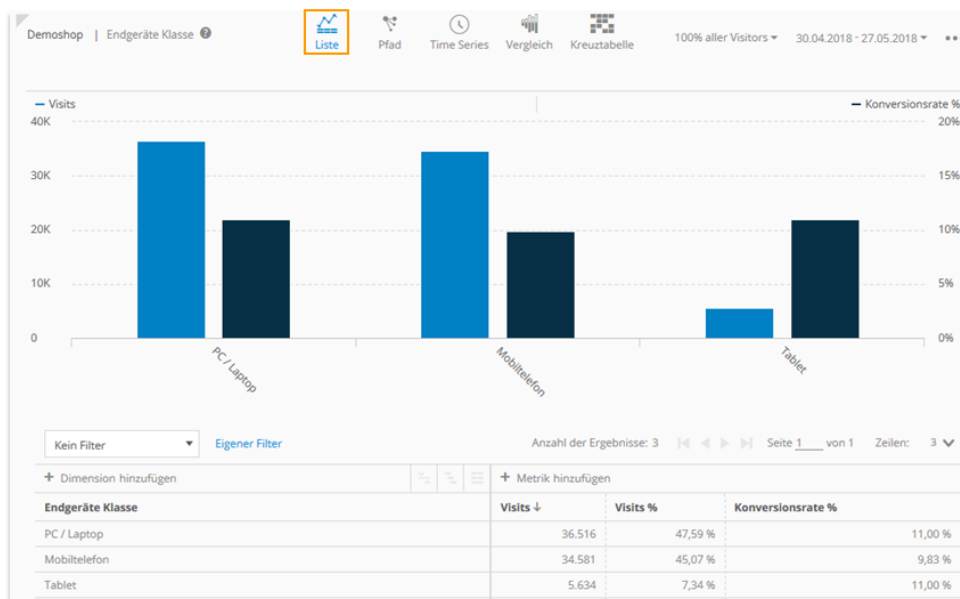 Demoshop | Endgeräte Klasse ?
Liste Pfad Time Series Vergleich Kreuztabelle
100% aller Visitors 30.04.2018 - 27.05.2018
Visits Konversionsrate %
40K 20%
30K 15%
20K 10%
10K 5%
0 0%
PC / Laptop Mobiltelefon Tablet
Kein Filter Eigener Filter Anzahl der Ergebnisse: 3 Seite 1 von 1 Zeilen: 3
+ Dimension hinzufügen + Metrik hinzufügen
Endgeräte Klasse Visits ↓ Visits % Konversionsrate %
PC / Laptop 36.516 47,59 % 11,00 %
Mobiltelefon 34.581 45,07 % 9,83 %
Tablet 5.634 7,34 % 11,00 %